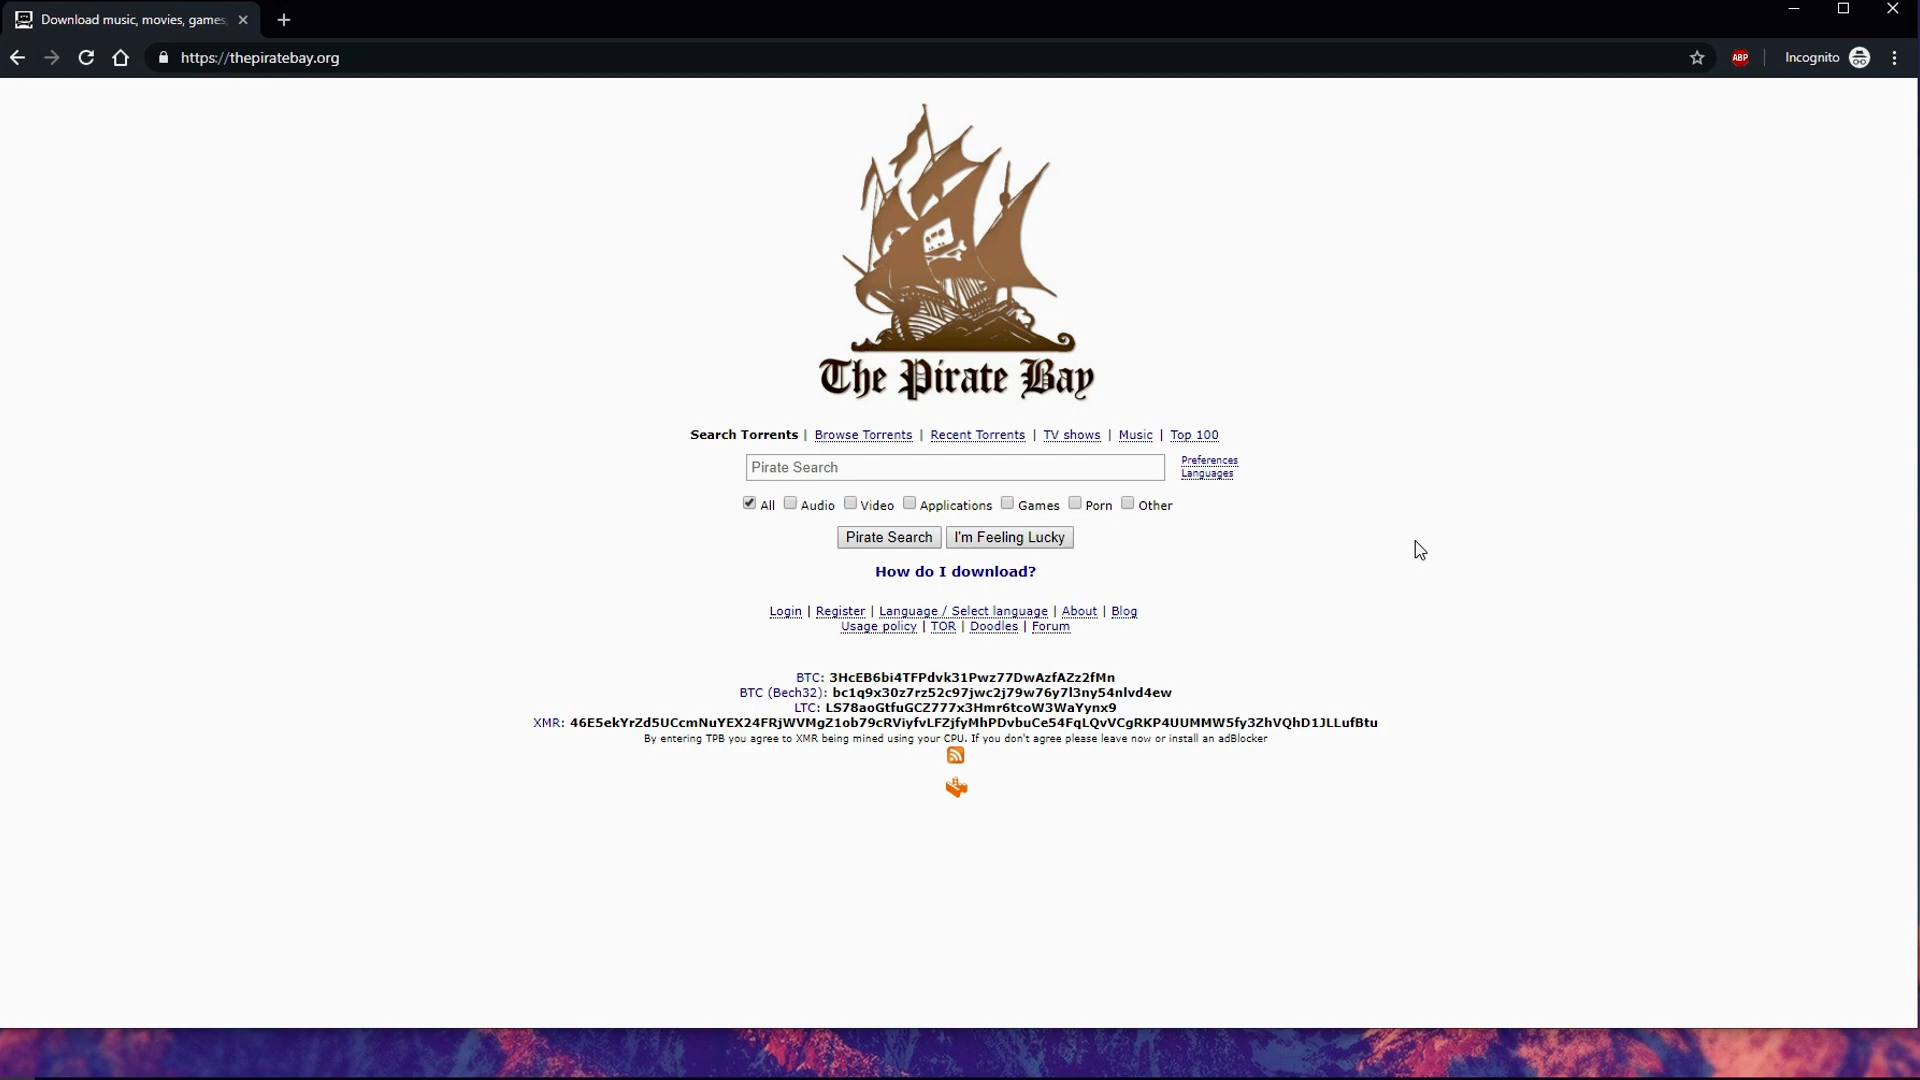 Download music, movies, games,
https://thepiratebay.org
ABP
Incognito
The Pirate Bay
Search Torrents | Browse Torrents | Recent Torrents | TV shows | Music | Top 100
Pirate Search
Preferences
Languages
All Audio Video Applications Games Porn Other
Pirate Search I'm Feeling Lucky
How do I download?
Login | Register | Language / Select language | About | Blog
Usage policy | TOR | Doodles | Forum
BTC: 3HcEB6bi4TFPdvk31Pwz77DwAzfAZz2fMn
BTC (Bech32): bc1q9x30z7rz52c97jwc2j79w76y7l3ny54nlvd4ew
LTC: LS78aoGtfuGCZ777x3Hmr6tcoW3WaYynx9
XMR: 46E5ekYrZd5UCcmNuYEX24FRjWVMgZ1ob79cRViyfvLFZjfyMhPDvbuCe54FqLQvVCgRKP4UUMMW5fy3ZhVQhD1JLLufBtu
By entering TPB you agree to XMR being mined using your CPU. If you don't agree please leave now or install an adBlocker